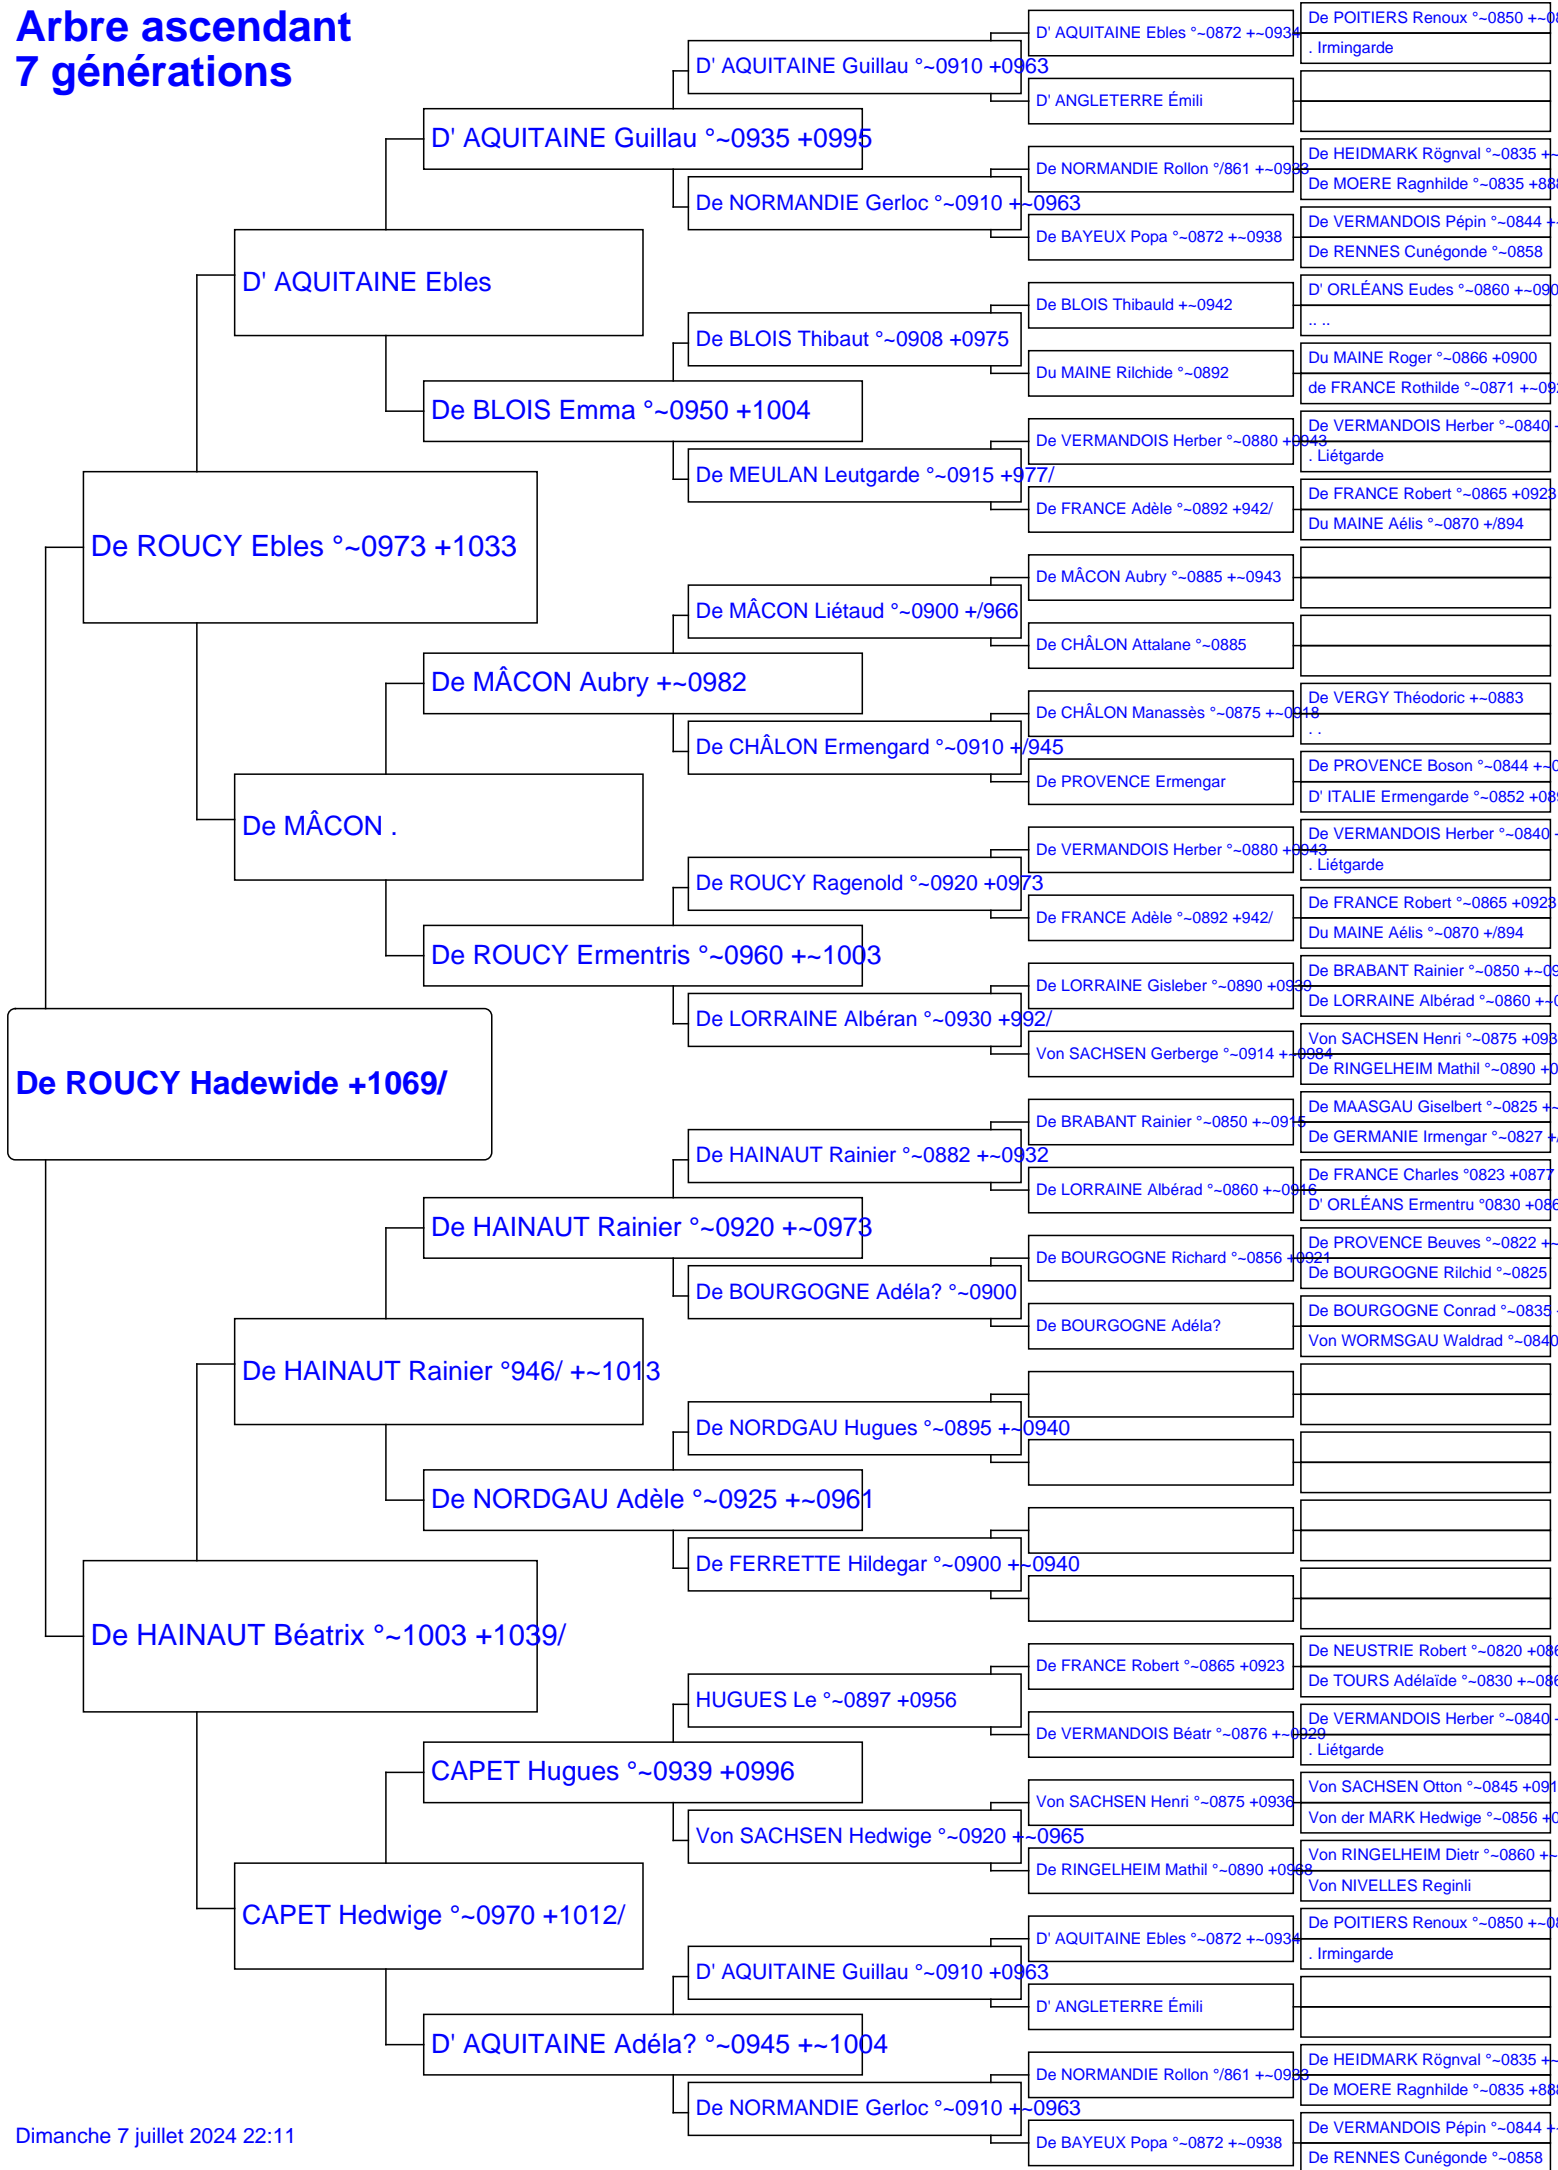 Arbre ascendant
7 générations
De ROUCY Hadewide +1069/
De ROUCY Ebles °~0973 +1033
De HAINAUT Béatrix °~1003 +1039/
D' AQUITAINE Ebles
De MÂCON .
De HAINAUT Rainier °946/ +~1013
CAPET Hedwige °~0970 +1012/
D' AQUITAINE Guillau °~0935 +0995
De BLOIS Emma °~0950 +1004
De MÂCON Aubry +~0982
De ROUCY Ermentris °~0960 +~1003
De HAINAUT Rainier °~0920 +~0973
De NORDGAU Adèle °~0925 +~0961
CAPET Hugues °~0939 +0996
D' AQUITAINE Adéla? °~0945 +~1004
D' AQUITAINE Guillau °~0910 +0963
De NORMANDIE Gerloc °~0910 +~0963
De BLOIS Thibaut °~0908 +0975
De MEULAN Leutgarde °~0915 +977/
De MÂCON Liétaud °~0900 +/966
De CHÂLON Ermengard °~0910 +/945
De ROUCY Ragenold °~0920 +0973
De LORRAINE Albéran °~0930 +992/
De HAINAUT Rainier °~0882 +~0932
De BOURGOGNE Adéla? °~0900
De NORDGAU Hugues °~0895 +~0940
De FERRETTE Hildegar °~0900 +~0940
HUGUES Le °~0897 +0956
Von SACHSEN Hedwige °~0920 +~0965
D' AQUITAINE Guillau °~0910 +0963
De NORMANDIE Gerloc °~0910 +~0963
D' AQUITAINE Ebles °~0872 +~0934
D' ANGLETERRE Émili
De NORMANDIE Rollon °/861 +~0933
De BAYEUX Popa °~0872 +~0938
De BLOIS Thibauld +~0942
Du MAINE Rilchide °~0892
De VERMANDOIS Herber °~0880 +0943
De FRANCE Adèle °~0892 +942/
De MÂCON Aubry °~0885 +~0943
De CHÂLON Attalane °~0885
De CHÂLON Manassès °~0875 +~0918
De PROVENCE Ermengar
De VERMANDOIS Herber °~0880 +0943
De FRANCE Adèle °~0892 +942/
De LORRAINE Gisleber °~0890 +0939
Von SACHSEN Gerberge °~0914 +~0984
De BRABANT Rainier °~0850 +~0915
De LORRAINE Albérad °~0860 +~0916
De BOURGOGNE Richard °~0856 +0921
De BOURGOGNE Adéla?
De FRANCE Robert °~0865 +0923
De VERMANDOIS Béatr °~0876 +~0929
Von SACHSEN Henri °~0875 +0936
De RINGELHEIM Mathil °~0890 +0968
D' AQUITAINE Ebles °~0872 +~0934
D' ANGLETERRE Émili
De NORMANDIE Rollon °/861 +~0933
De BAYEUX Popa °~0872 +~0938
De POITIERS Renoux °~0850 +~08
. Irmingarde
De HEIDMARK Rögnval °~0835 +~
De MOERE Ragnhilde °~0835 +888
De VERMANDOIS Pépin °~0844 +~
De RENNES Cunégonde °~0858
D' ORLÉANS Eudes °~0860 +~090
.. ..
Du MAINE Roger °~0866 +0900
de FRANCE Rothilde °~0871 +~092
De VERMANDOIS Herber °~0840 +
. Liétgarde
De FRANCE Robert °~0865 +0923
Du MAINE Aélis °~0870 +/894
De VERGY Théodoric +~0883
. .
De PROVENCE Boson °~0844 +~0
D' ITALIE Ermengarde °~0852 +089
De VERMANDOIS Herber °~0840 +
. Liétgarde
De FRANCE Robert °~0865 +0923
Du MAINE Aélis °~0870 +/894
De BRABANT Rainier °~0850 +~09
De LORRAINE Albérad °~0860 +~0
Von SACHSEN Henri °~0875 +093
De RINGELHEIM Mathil °~0890 +0
De MAASGAU Giselbert °~0825 +~
De GERMANIE Irmengar °~0827 +/
De FRANCE Charles °0823 +0877
D' ORLÉANS Ermentru °0830 +086
De PROVENCE Beuves °~0822 +~
De BOURGOGNE Rilchid °~0825
De BOURGOGNE Conrad °~0835 +
Von WORMSGAU Waldrad °~0840
De NEUSTRIE Robert °~0820 +086
De TOURS Adélaïde °~0830 +~086
De VERMANDOIS Herber °~0840 +
. Liétgarde
Von SACHSEN Otton °~0845 +091
Von der MARK Hedwige °~0856 +0
Von RINGELHEIM Dietr °~0860 +~
Von NIVELLES Reginli
De POITIERS Renoux °~0850 +~08
. Irmingarde
De HEIDMARK Rögnval °~0835 +~
De MOERE Ragnhilde °~0835 +888
De VERMANDOIS Pépin °~0844 +~
De RENNES Cunégonde °~0858
Dimanche 7 juillet 2024 22:11